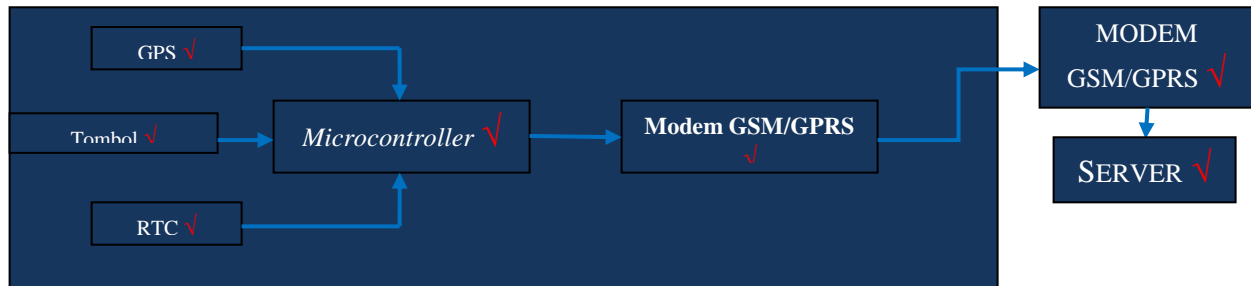 GPS √
Tombol √
RTC √
Microcontroller √
Modem GSM/GPRS
√
MODEM
GSM/GPRS √
SERVER √